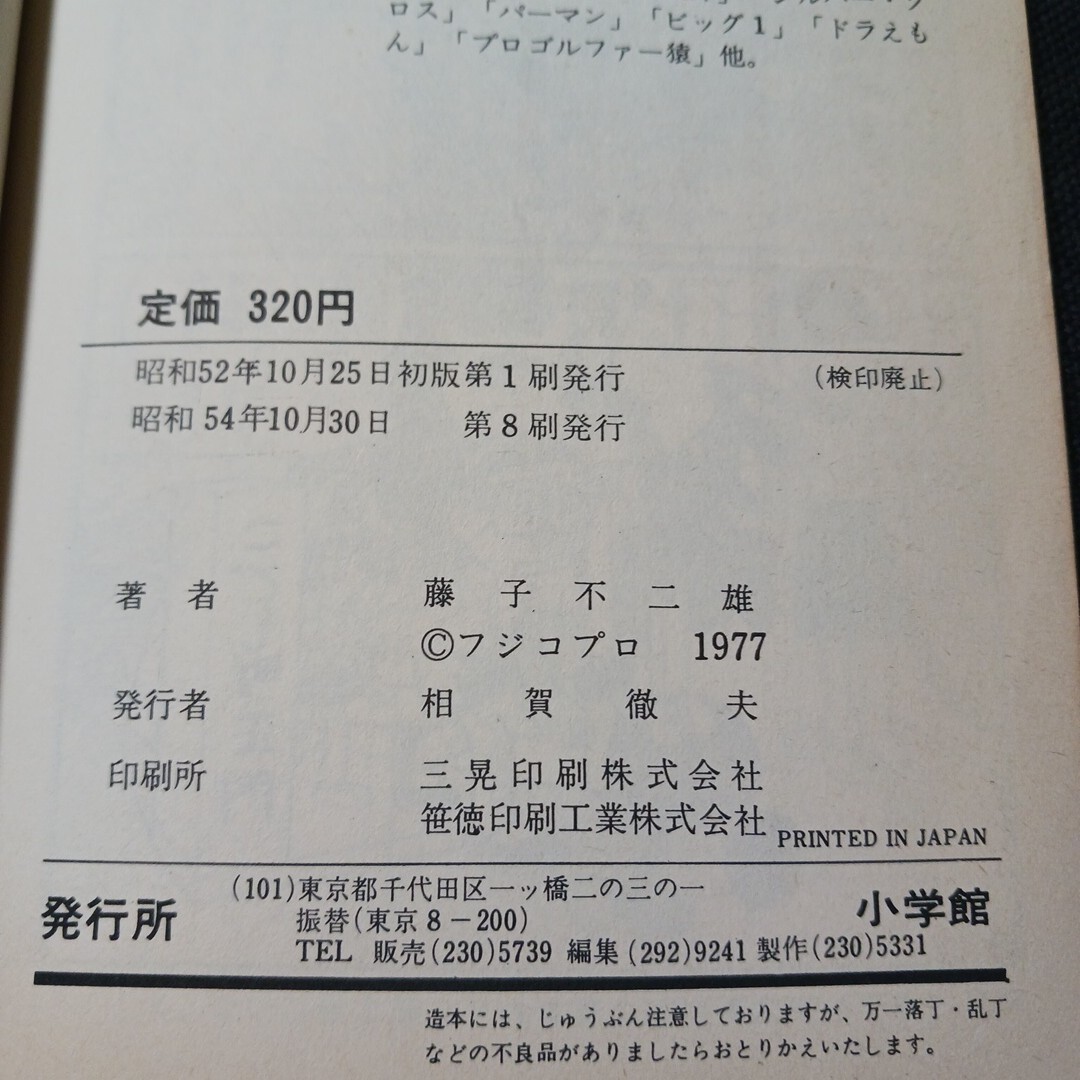 ロス」「パーマン」「ビッグ1」「ドラえも
ん」「プロゴルファー猿」他。
定価 320円
昭和52年10月25日初版第1刷発行 (検印廃止)
昭和54年10月30日 第8刷発行
著者 藤子不二雄
©フジコプロ 1977
発行者 相賀徹夫
印刷所 三晃印刷株式会社
笹徳印刷工業株式会社 PRINTED IN JAPAN
発行所 (101)東京都千代田区一ッ橋二の三の一 小学館
振替(東京8-200)
TEL 販売(230)5739 編集(292)9241 製作(230)5331
造本には、じゅうぶん注意しておりますが、万一落丁・乱丁
などの不良品がありましたらおとりかえいたします。